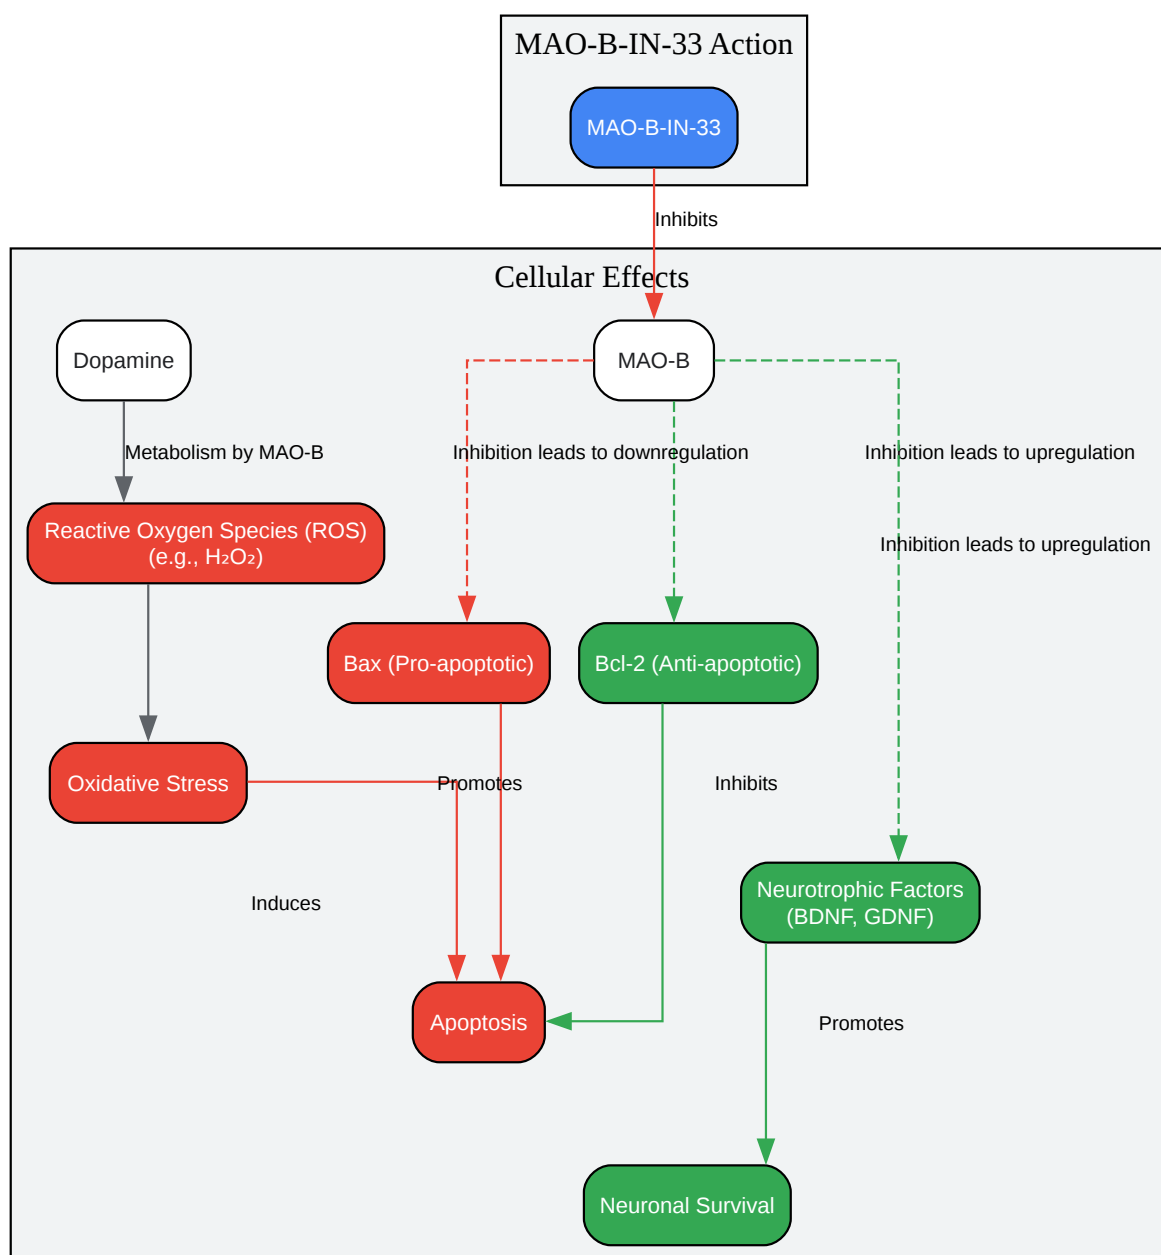 MAO-B-IN-33 Action
MAO-B-IN-33
Inhibits
Cellular Effects
Dopamine
MAO-B
Metabolism by MAO-B
Inhibition leads to downregulation
Inhibition leads to upregulation
Reactive Oxygen Species (ROS)
(e.g., H₂O₂)
Inhibition leads to upregulation
Bax (Pro-apoptotic)
Bcl-2 (Anti-apoptotic)
Oxidative Stress
Promotes
Inhibits
Neurotrophic Factors
(BDNF, GDNF)
Induces
Apoptosis
Promotes
Neuronal Survival